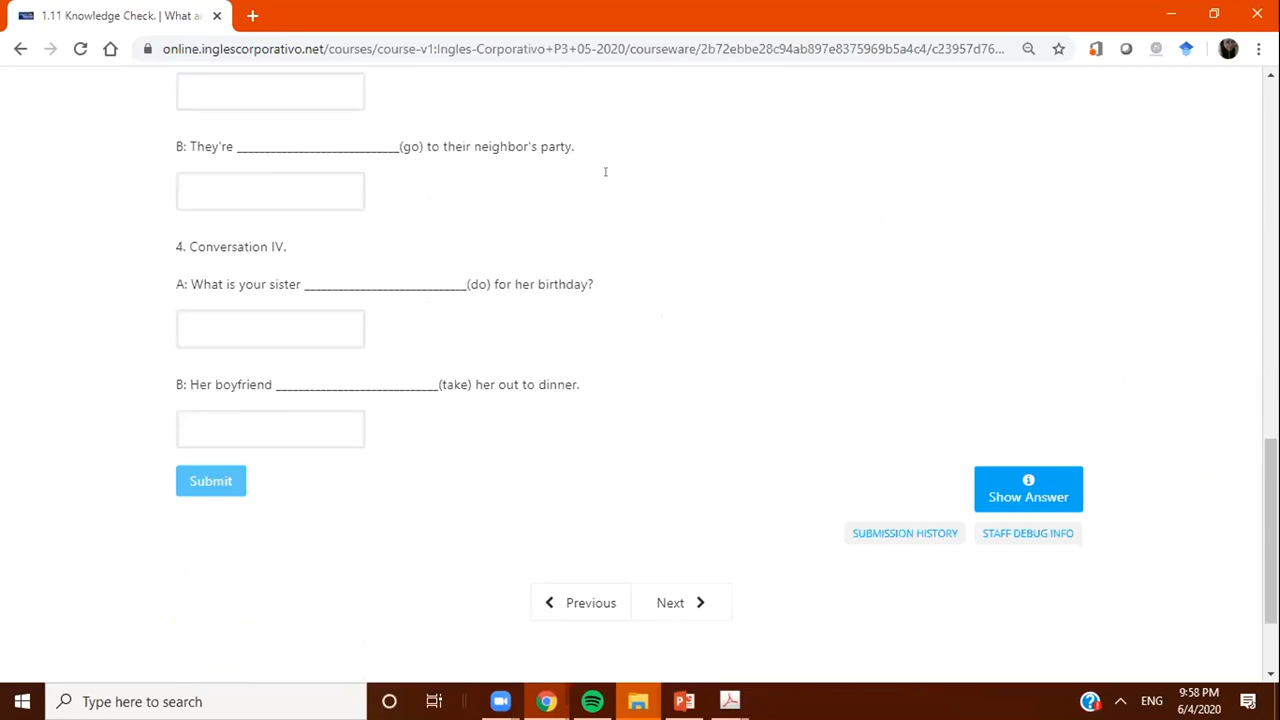 1.11 Knowledge Check. | What a
online.inglescorporativo.net/courses/course-v1:Ingles-Corporativo+P3+05-2020/courseware/2b72ebbe28c94ab897e8375969b5a4c4/c23957d76...
B: They're ___________________________(go) to their neighbor's party.
4. Conversation IV.
A: What is your sister ___________________________(do) for her birthday?
B: Her boyfriend ___________________________(take) her out to dinner.
Submit
Show Answer
SUBMISSION HISTORY
STAFF DEBUG INFO
Previous
Next
Type here to search
ENG
9:58 PM
6/4/2020